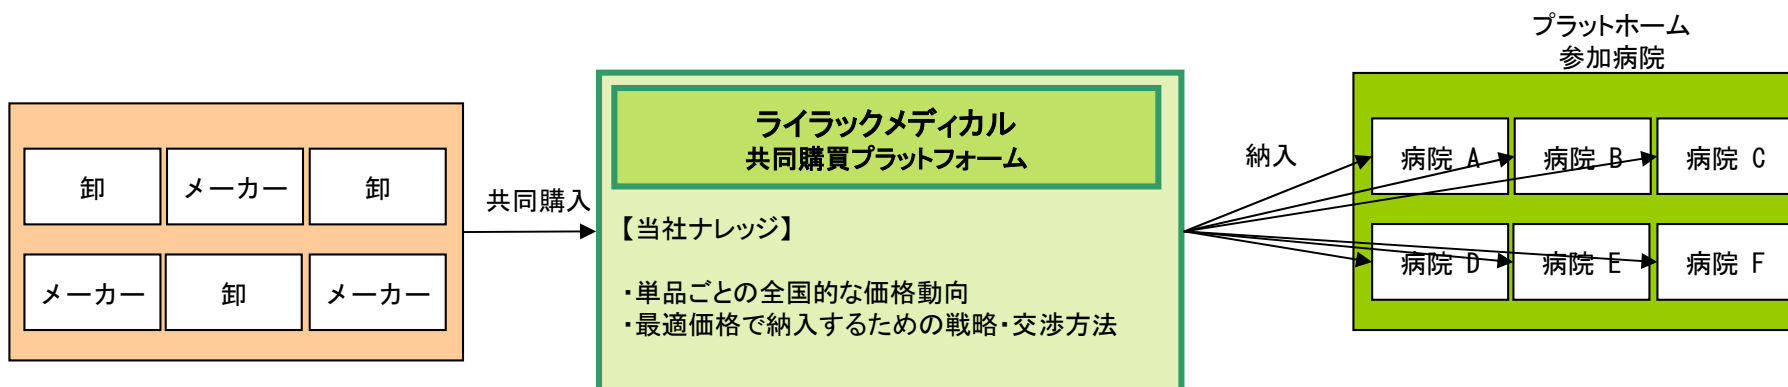 プラットホーム
参加病院
卸
メーカー
卸
メーカー
卸
メーカー
共同購入
ライラックメディカル
共同購買プラットフォーム
【当社ナレッジ】
・単品ごとの全国的な価格動向
・最適価格で納入するための戦略・交渉方法
納入
病院 A
病院 B
病院 C
病院 D
病院 E
病院 F